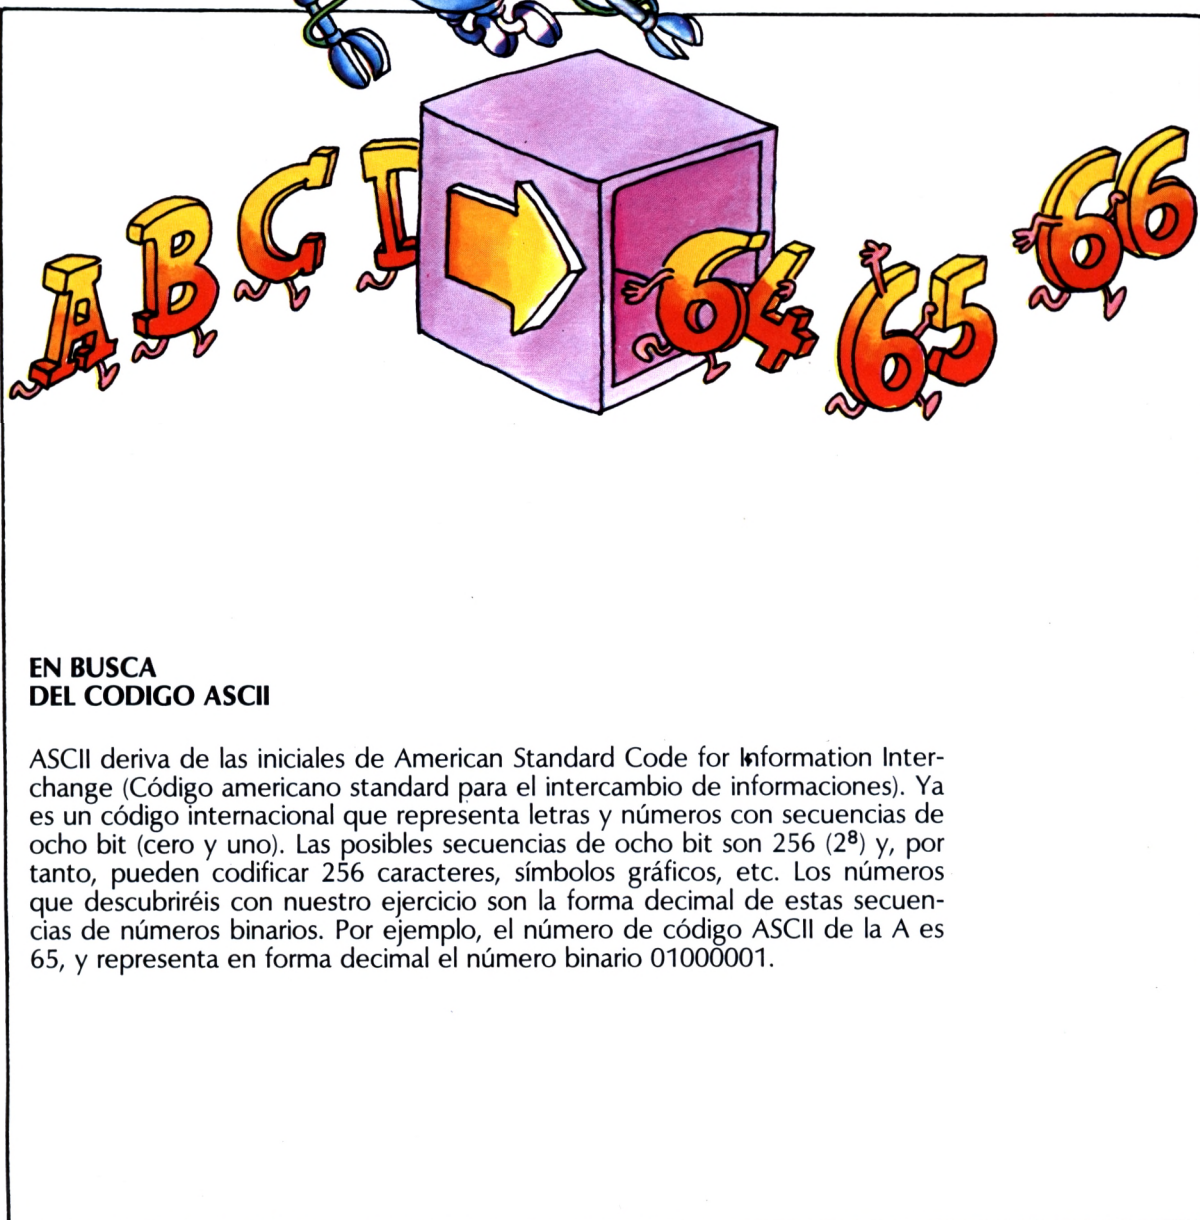 A B C D
64 65 66
EN BUSCA
DEL CODIGO ASCII
ASCII deriva de las iniciales de American Standard Code for Information Inter-
change (Código americano standard para el intercambio de informaciones). Ya
es un código internacional que representa letras y números con secuencias de
ocho bit (cero y uno). Las posibles secuencias de ocho bit son 256 (2⁸) y, por
tanto, pueden codificar 256 caracteres, símbolos gráficos, etc. Los números
que descubriréis con nuestro ejercicio son la forma decimal de estas secuen-
cias de números binarios. Por ejemplo, el número de código ASCII de la A es
65, y representa en forma decimal el número binario 01000001.